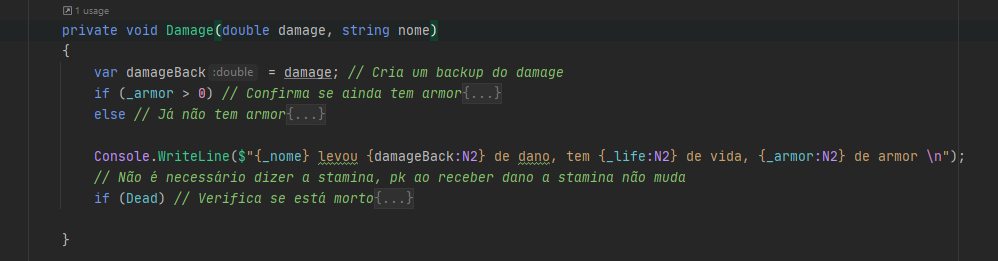 1 usage
private void Damage(double damage, string nome)
{
var damageBack :double = damage; // Cria um backup do damage
if (_armor > 0) // Confirma se ainda tem armor{...}
else // Já não tem armor{...}
Console.WriteLine($"{_nome} levou {damageBack:N2} de dano, tem {_life:N2} de vida, {_armor:N2} de armor \n");
// Não é necessário dizer a stamina, pk ao receber dano a stamina não muda
if (Dead) // Verifica se está morto{...}
}